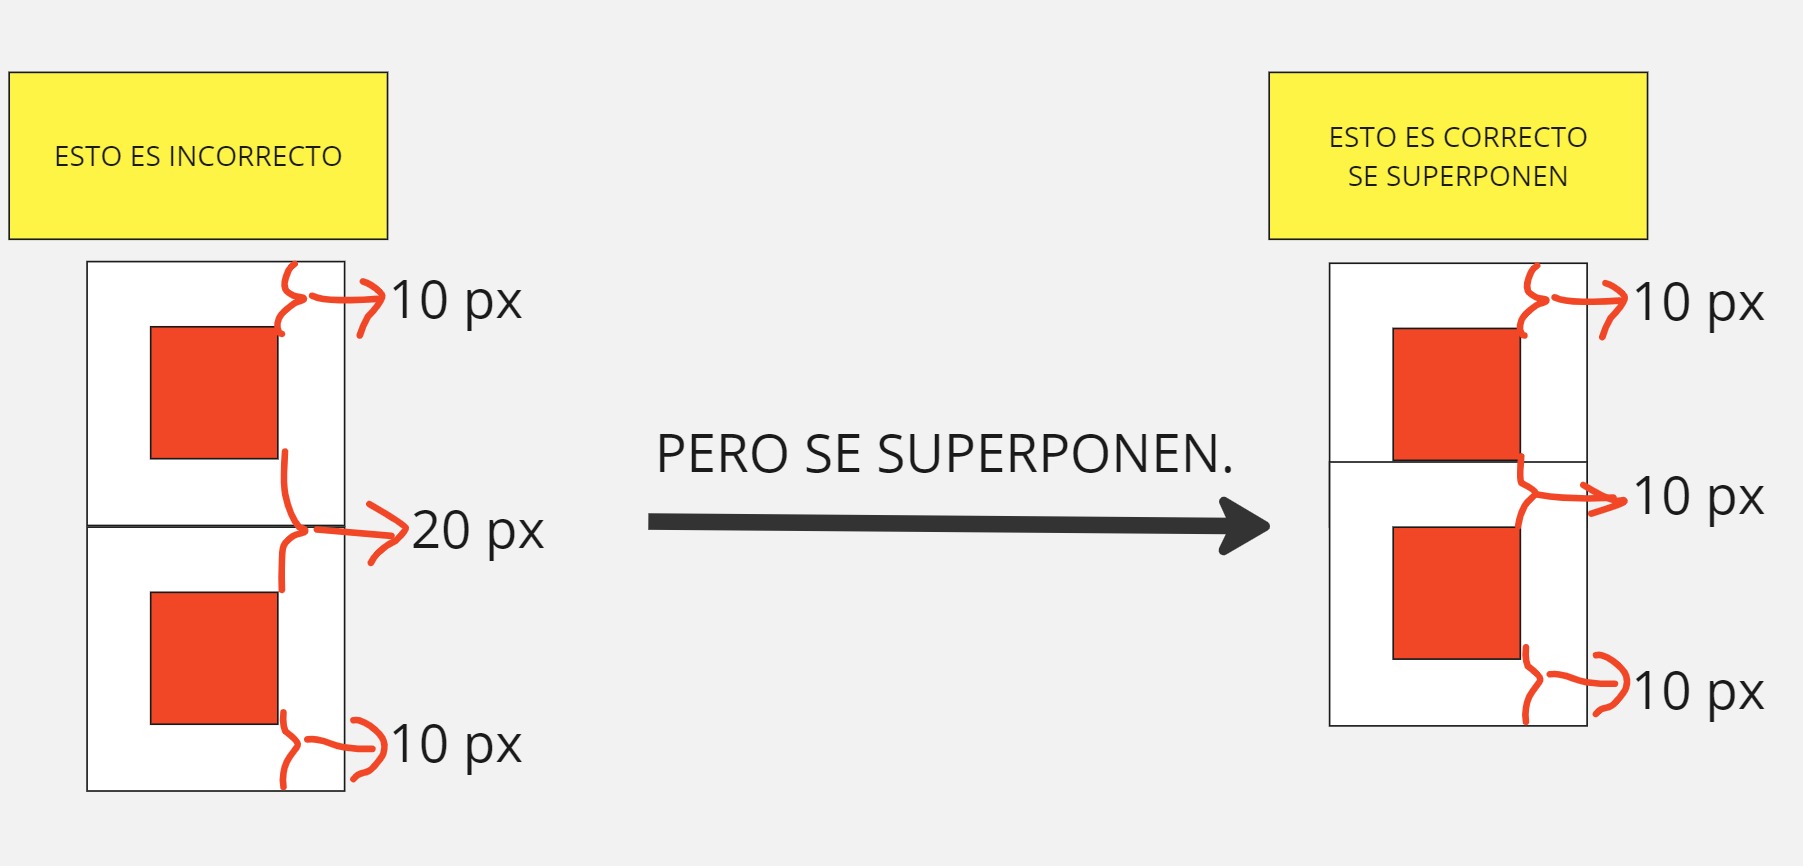 ESTO ES INCORRECTO
10 px
20 px
10 px
PERO SE SUPERPONEN.
ESTO ES CORRECTO
SE SUPERPONEN
10 px
10 px
10 px